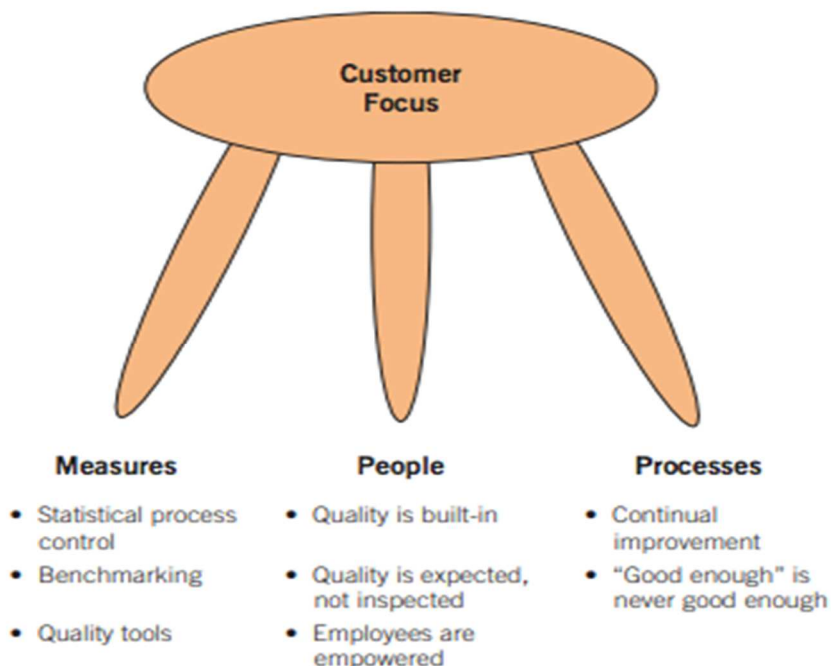 Customer
Focus
Measures
• Statistical process
control
• Benchmarking
• Quality tools
People
• Quality is built-in
• Quality is expected,
not inspected
• Employees are
empowered
Processes
• Continual
improvement
• “Good enough” is
never good enough